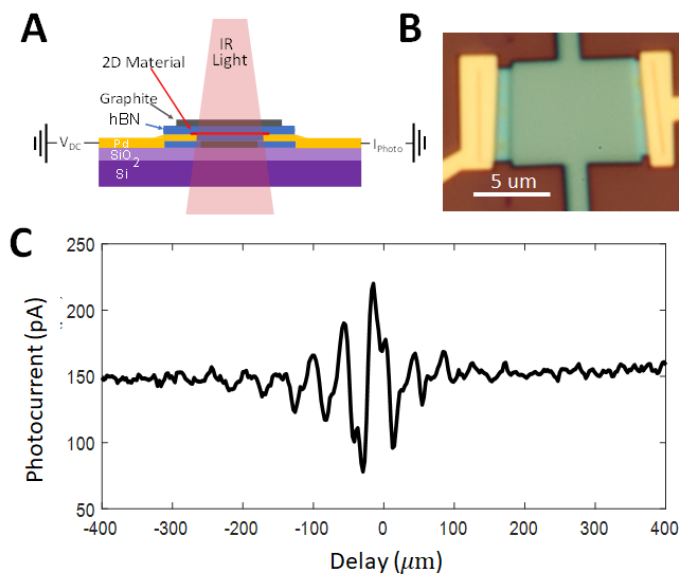 A
IR
Light
2D Material
Graphite
hBN
V_DC
Pd
I_Photo
SiO_2
Si
B
5 um
C
250
200
150
100
50
Photocurrent (pA)
-400 -300 -200 -100 0 100 200 300 400
Delay (μm)